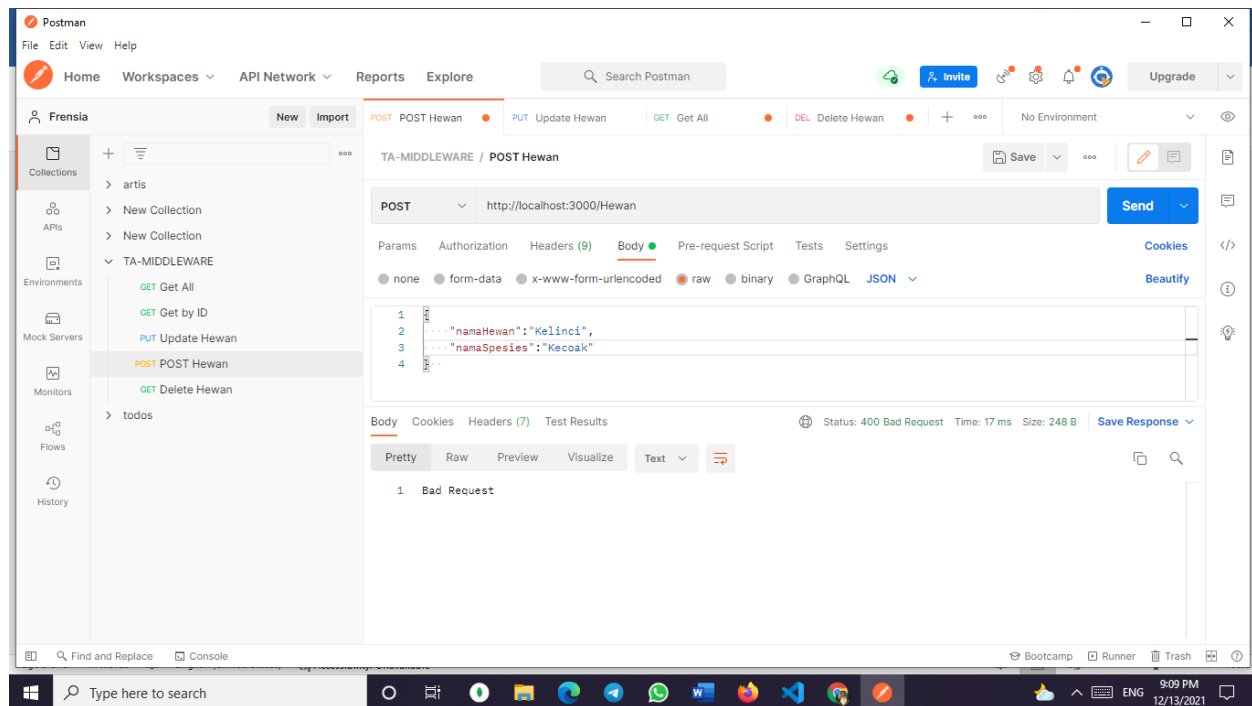 Postman
File Edit View Help
Home Workspaces API Network Reports Explore Search Postman Invite Upgrade
Frensia New Import POST POST Hewan PUT Update Hewan GET Get All DEL Delete Hewan No Environment
Collections
APIs
Environments
Mock Servers
Monitors
Flows
History
artis
New Collection
New Collection
TA-MIDDLEWARE
GET Get All
GET Get by ID
PUT Update Hewan
POST POST Hewan
GET Delete Hewan
todos
TA-MIDDLEWARE / POST Hewan Save
POST http://localhost:3000/Hewan Send
Params Authorization Headers (9) Body Pre-request Script Tests Settings Cookies
none form-data x-www-form-urlencoded raw binary GraphQL JSON Beautify
1 {
2 "namaHewan":"Kelinci",
3 "namaSpesies":"Kecoak"
4 }
Body Cookies Headers (7) Test Results Status: 400 Bad Request Time: 17 ms Size: 248 B Save Response
Pretty Raw Preview Visualize Text
1 Bad Request
Find and Replace Console Bootcamp Runner Trash
Type here to search ENG 9:09 PM
12/13/2021